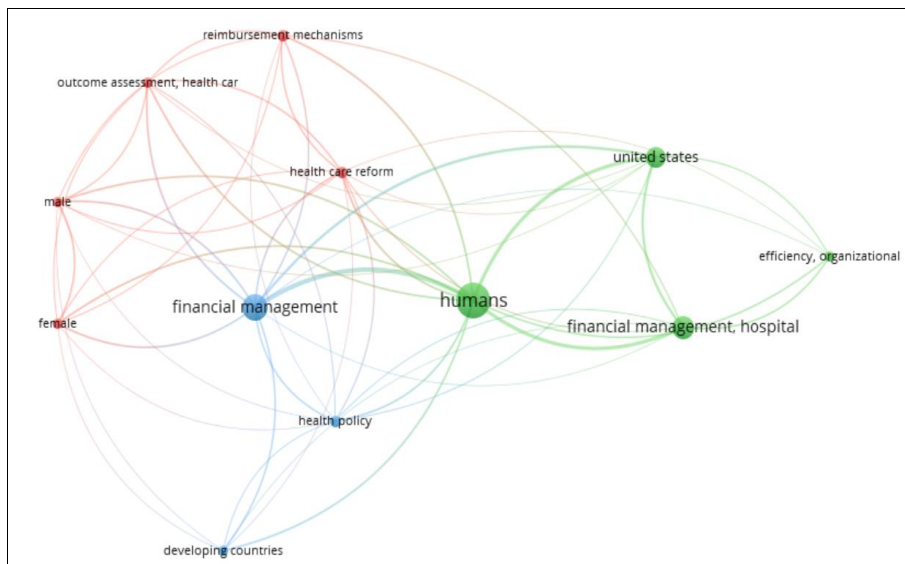 reimbursement mechanisms
outcome assessment, health car
united states
health care reform
male
efficiency, organizational
humans
financial management
female
financial management, hospital
health policy
developing countries